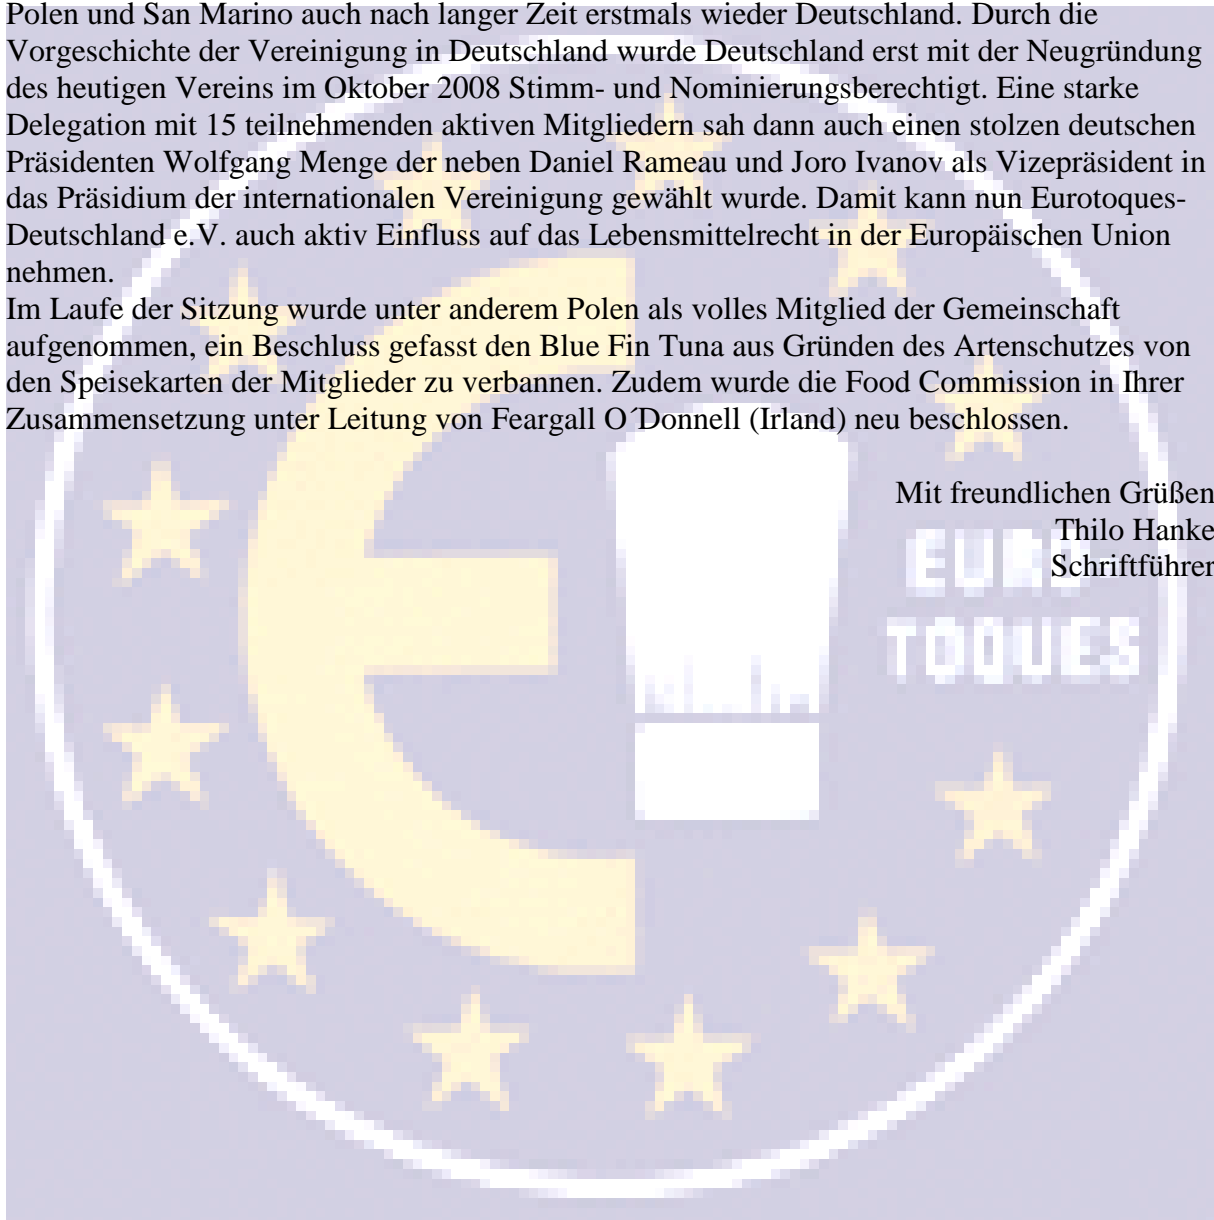 Polen und San Marino auch nach langer Zeit erstmals wieder Deutschland. Durch die
Vorgeschichte der Vereinigung in Deutschland wurde Deutschland erst mit der Neugründung
des heutigen Vereins im Oktober 2008 Stimm- und Nominierungsberechtigt. Eine starke
Delegation mit 15 teilnehmenden aktiven Mitgliedern sah dann auch einen stolzen deutschen
Präsidenten Wolfgang Menge der neben Daniel Rameau und Joro Ivanov als Vizepräsident in
das Präsidium der internationalen Vereinigung gewählt wurde. Damit kann nun Eurotoques-
Deutschland e.V. auch aktiv Einfluss auf das Lebensmittelrecht in der Europäischen Union
nehmen.
Im Laufe der Sitzung wurde unter anderem Polen als volles Mitglied der Gemeinschaft
aufgenommen, ein Beschluss gefasst den Blue Fin Tuna aus Gründen des Artenschutzes von
den Speisekarten der Mitglieder zu verbannen. Zudem wurde die Food Commission in Ihrer
Zusammensetzung unter Leitung von Feargall O´Donnell (Irland) neu beschlossen.
Mit freundlichen Grüßen
Thilo Hanke
Schriftführer
EURO-
TOQUES